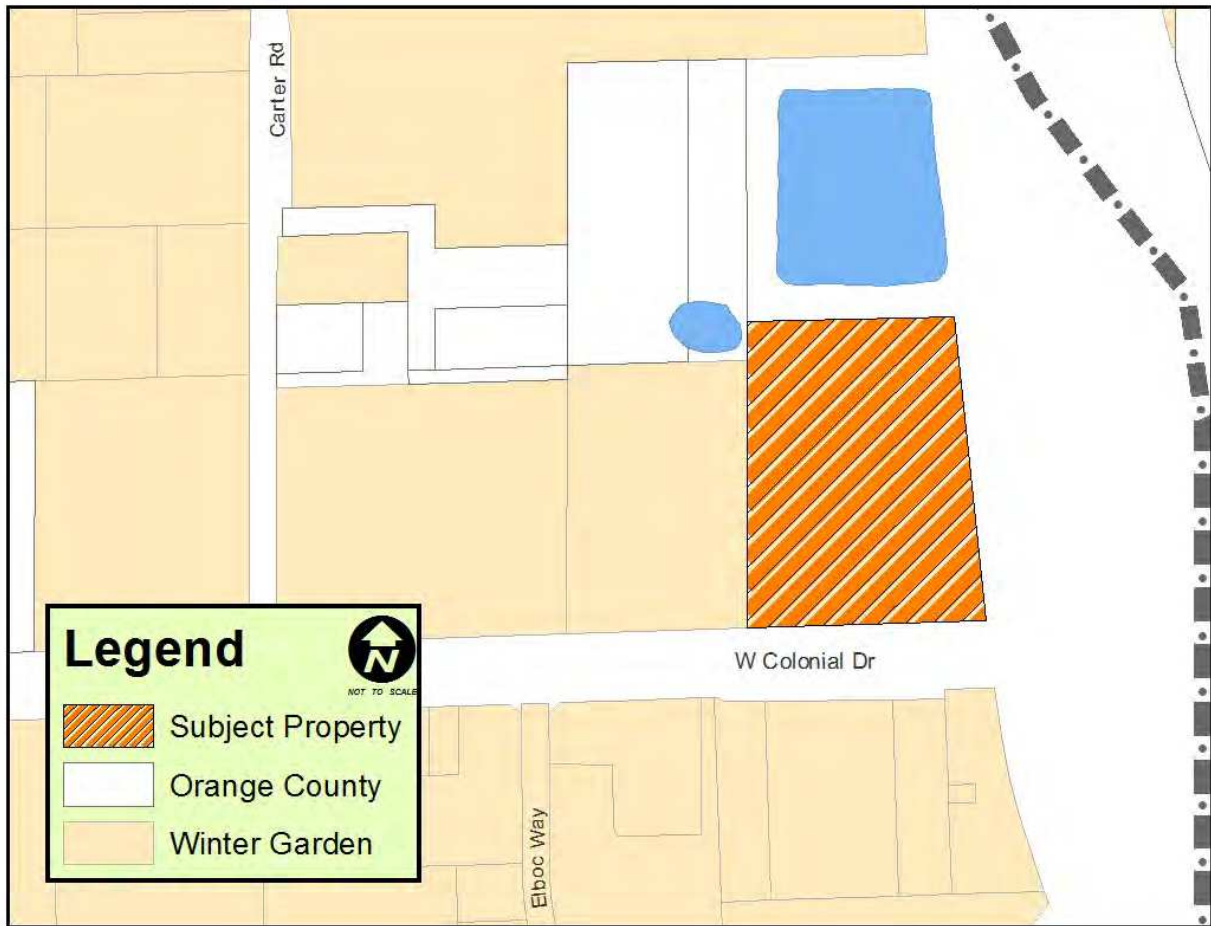 Carter Rd
W Colonial Dr
Elboc Way
Legend
N
NOT TO SCALE
Subject Property
Orange County
Winter Garden